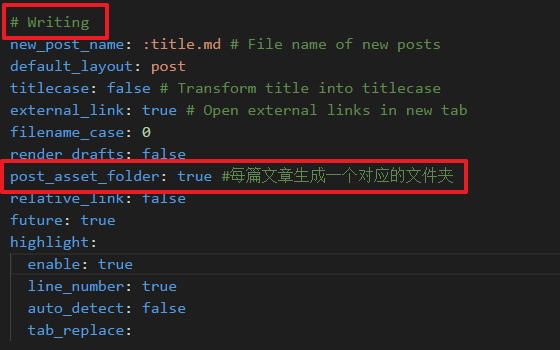 # Writing
new_post_name: :title.md # File name of new posts
default_layout: post
titlecase: false # Transform title into titlecase
external_link: true # Open external links in new tab
filename_case: 0
render_drafts: false
post_asset_folder: true #每篇文章生成一个对应的文件夹
relative_link: false
future: true
highlight:
  enable: true
  line_number: true
  auto_detect: false
  tab_replace: